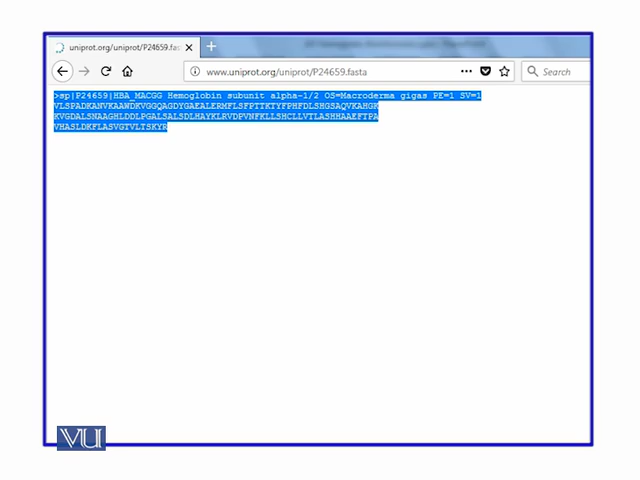 uniprot.org/uniprot/P24659.fas
www.uniprot.org/uniprot/P24659.fasta
Search
>sp|P24659|HBA_MACGG Hemoglobin subunit alpha-1/2 OS=Macroderma gigas PE=1 SV=1
VLSPADKANVKAAWDKVGGQAGDYGAEALERMFLSFPTTKTYFPHFDLSHGSAQVKAHGK
KVGDALSNAAGHLDDLPGALSALSDLHAYKLRVDPVNFKLLSHCLLVTLASHHAAEFTPA
VHASLDKFLASVGTVLTSKYR
VU